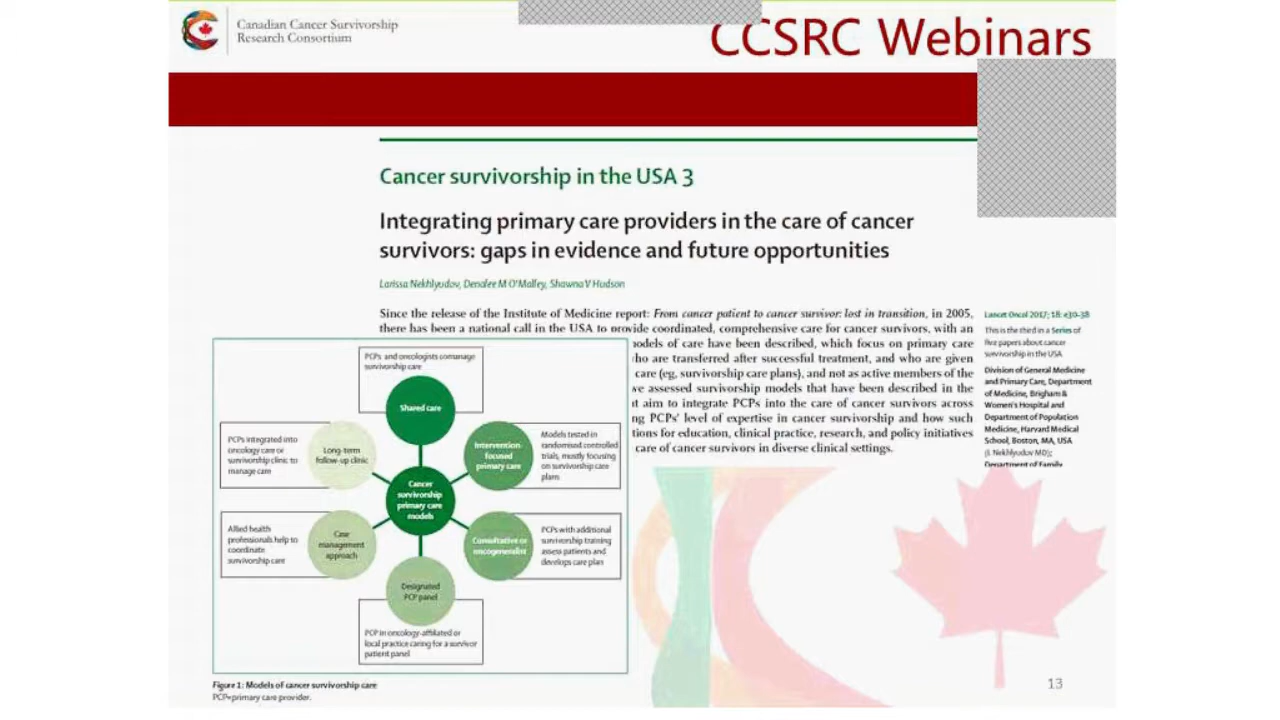 Canadian Cancer Survivorship
Research Consortium
CCSRC Webinars
Cancer survivorship in the USA 3
Integrating primary care providers in the care of cancer
survivors: gaps in evidence and future opportunities
Larissa Nekhlyudov, Denalee M O'Malley, Shawna V Hudson
Since the release of the Institute of Medicine report: From cancer patient to cancer survivor: lost in transition, in 2005,
there has been a national call in the USA to provide coordinated, comprehensive care for cancer survivors, with an
models of care have been described, which focus on primary care
who are transferred after successful treatment, and who are given
care (eg, survivorship care plans), and not as active members of the
assessed survivorship models that have been described in the
aim to integrate PCPs into the care of cancer survivors across
PCPs' level of expertise in cancer survivorship and how such
for education, clinical practice, research, and policy initiatives
care of cancer survivors in diverse clinical settings.
Lancet Oncol 2017; 18: e30–38
This is the third in a Series of
five papers about cancer
survivorship in the USA
Division of General Medicine
and Primary Care, Department
of Medicine, Brigham &
Women's Hospital and
Department of Population
Medicine, Harvard Medical
School, Boston, MA, USA
(L Nekhlyudov MD);
Department of Family
PCPs and oncologists comanage
survivorship care
Shared care
PCPs integrated into
oncology care or
survivorship clinic to
manage care
Long-term
follow-up clinic
Intervention-
focused
primary care
Models tested in
randomised controlled
trials, mostly focusing
on survivorship care
plans
Cancer
survivorship
primary care
models
Allied health
professionals help to
coordinate
survivorship care
Case
management
approach
Consultative or
oncogeneralist
PCPs with additional
survivorship training
assess patients and
develops care plan
Designated
PCP panel
PCP in oncology-affiliated or
local practice caring for a survivor
patient panel
Figure 1: Models of cancer survivorship care
PCP=primary care provider.
13